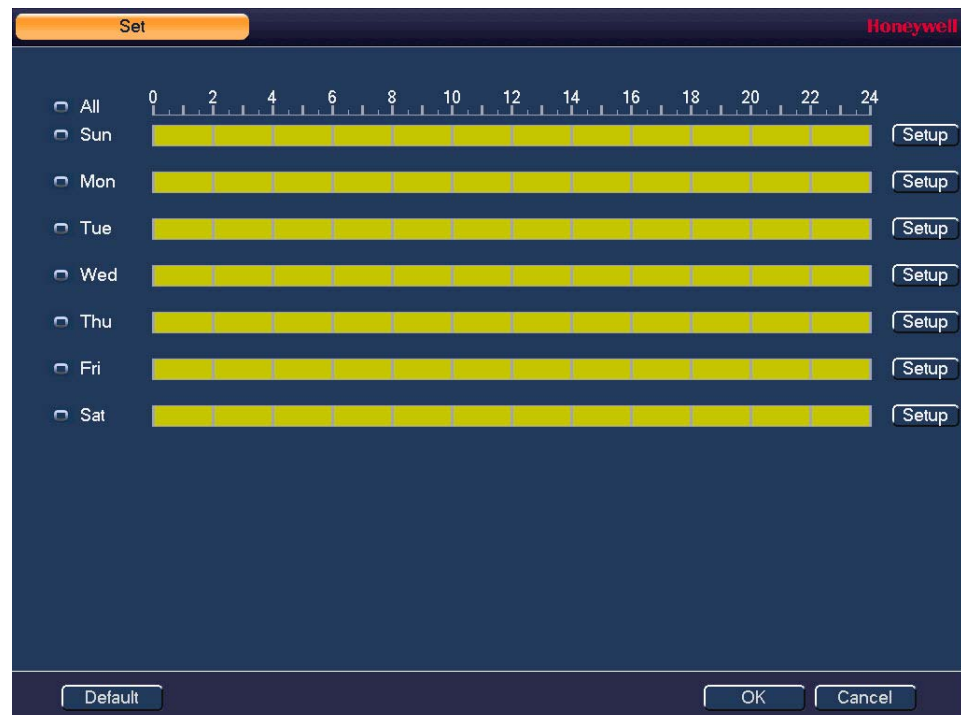 Set Honeywell
All 0 2 4 6 8 10 12 14 16 18 20 22 24
Sun Setup
Mon Setup
Tue Setup
Wed Setup
Thu Setup
Fri Setup
Sat Setup
Default OK Cancel